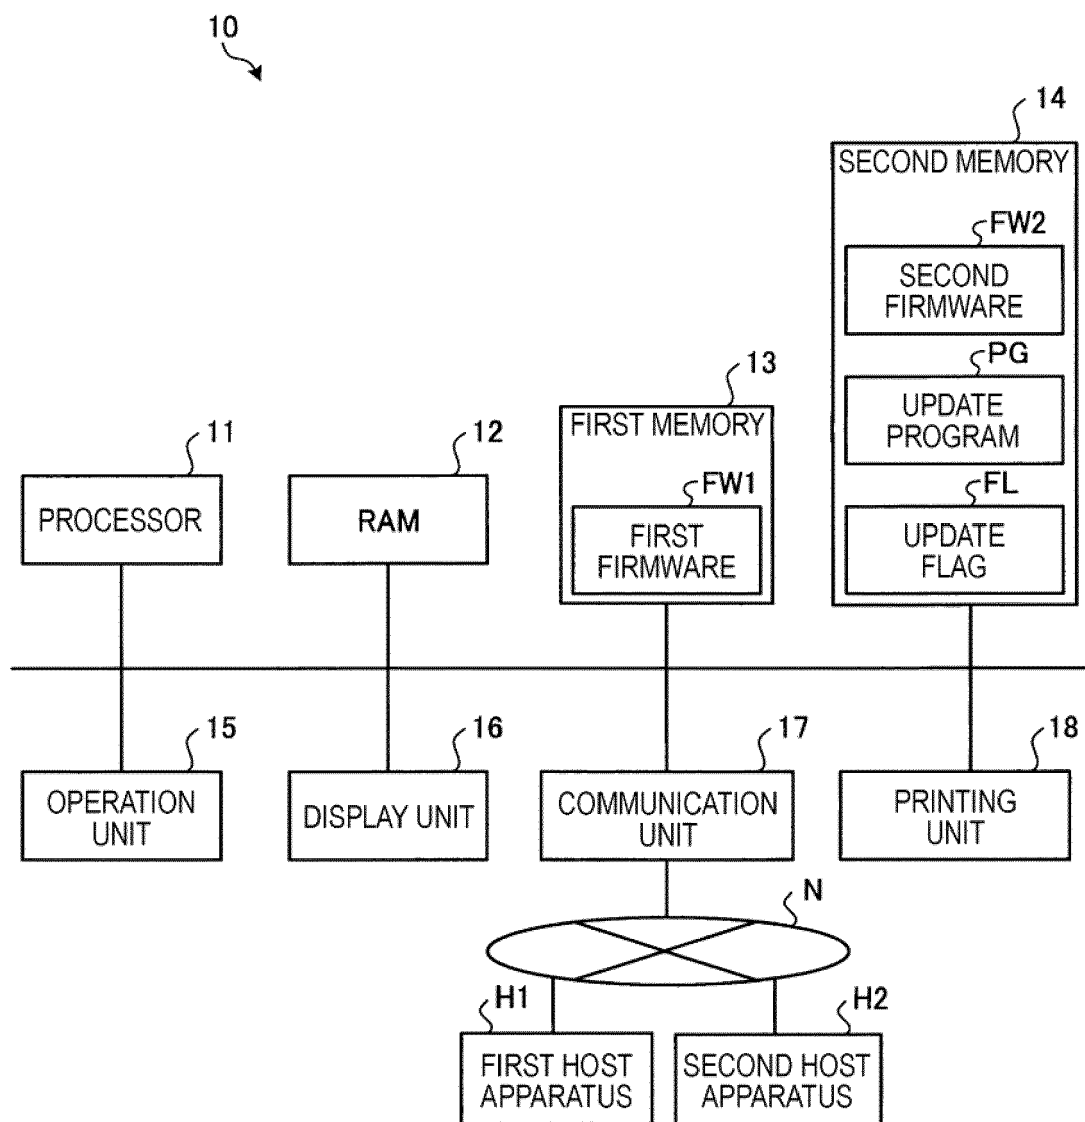 10
14
SECOND MEMORY
FW2
SECOND
FIRMWARE
PG
UPDATE
PROGRAM
FL
UPDATE
FLAG
13
FIRST MEMORY
FW1
FIRST
FIRMWARE
11
PROCESSOR
12
RAM
15
OPERATION
UNIT
16
DISPLAY UNIT
17
COMMUNICATION
UNIT
18
PRINTING
UNIT
N
H1
FIRST HOST
APPARATUS
H2
SECOND HOST
APPARATUS